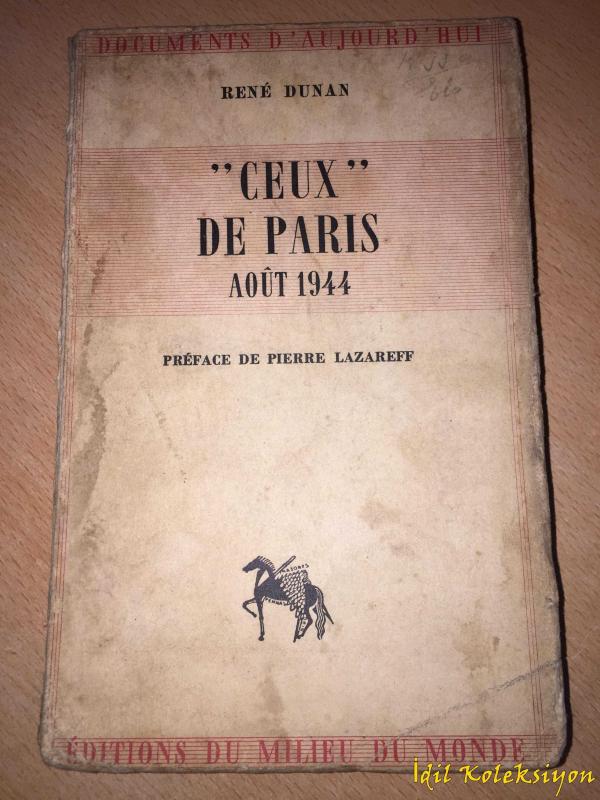 DOCUMENTS D'AUJOURD'HUI
RENÉ DUNAN
"CEUX"
DE PARIS
AOÛT 1944
PRÉFACE DE PIERRE LAZAREFF
ÉDITIONS DU MILIEU DU MONDE
İdil Koleksiyon